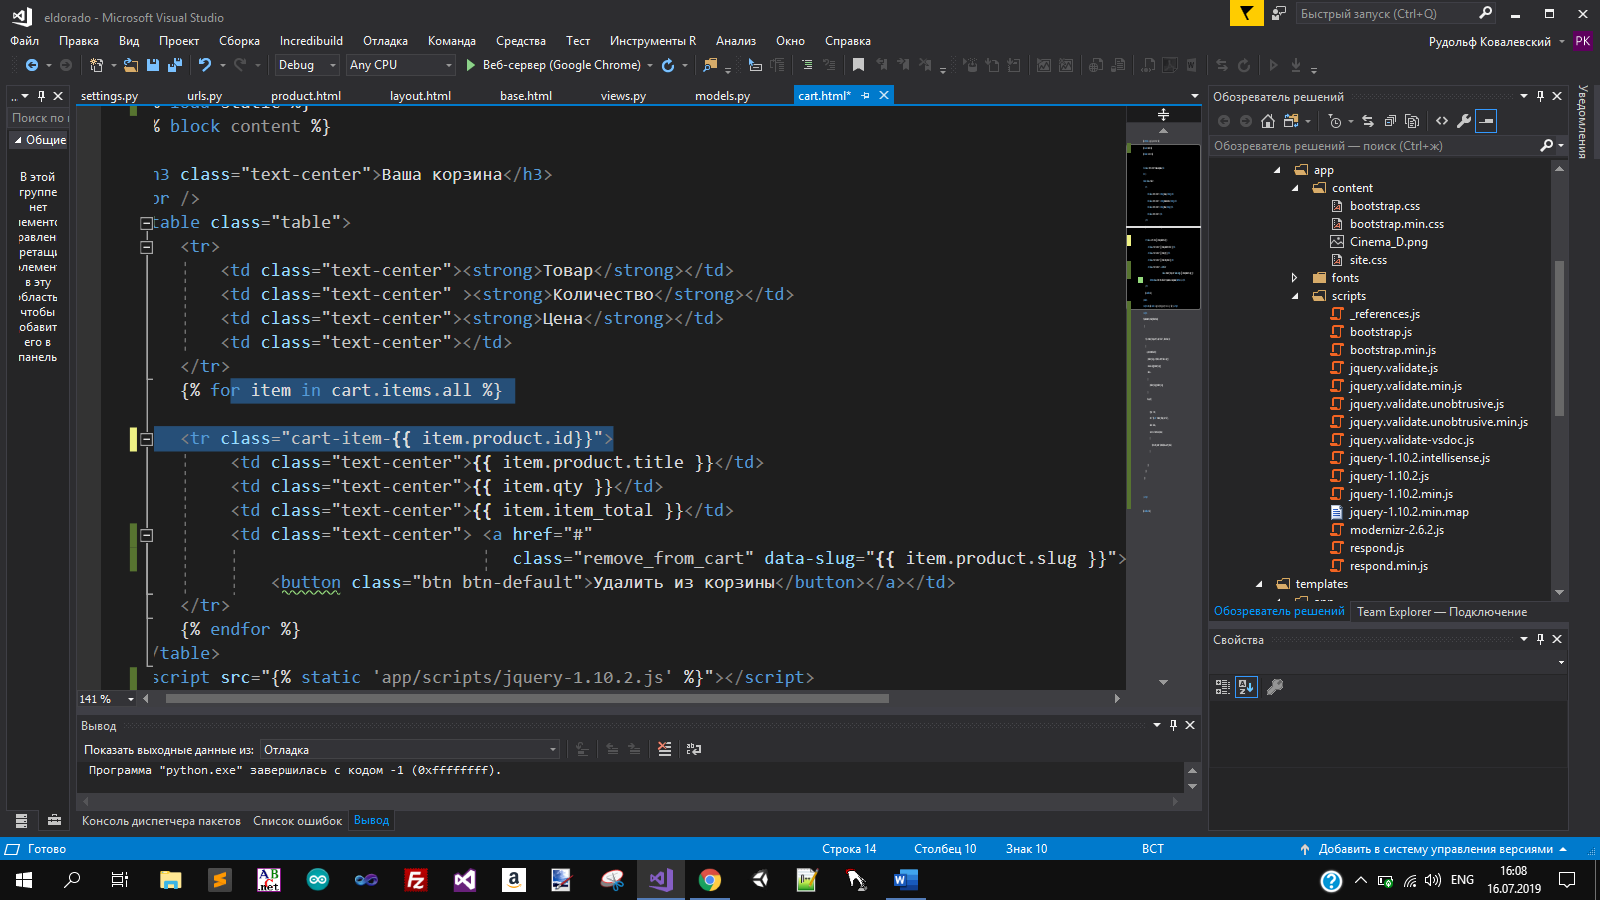 eldorado - Microsoft Visual Studio
Быстрый запуск (Ctrl+Q)
Файл Правка Вид Проект Сборка Incredibuild Отладка Команда Средства Тест Инструменты R Анализ Окно Справка
Рудольф Ковалевский РК
Debug Any CPU Веб-сервер (Google Chrome)
settings.py urls.py product.html layout.html base.html views.py models.py cart.html*
Поиск по
Общие
В этой
группе
нет
ементс
равлен
ретащи
элемен
в эту
область
чтобы
обавит
его в
панель
% block content %}
h3 class="text-center">Ваша корзина</h3>
or />
table class="table">
<tr>
<td class="text-center"><strong>Товар</strong></td>
<td class="text-center" ><strong>Количество</strong></td>
<td class="text-center"><strong>Цена</strong></td>
<td class="text-center"></td>
</tr>
{% for item in cart.items.all %}
<tr class="cart-item-{{ item.product.id}}">
<td class="text-center">{{ item.product.title }}</td>
<td class="text-center">{{ item.qty }}</td>
<td class="text-center">{{ item.item_total }}</td>
<td class="text-center"> <a href="#"
class="remove_from_cart" data-slug="{{ item.product.slug }}">
<button class="btn btn-default">Удалить из корзины</button></a></td>
</tr>
{% endfor %}
/table>
script src="{% static 'app/scripts/jquery-1.10.2.js' %}"></script>
141 %
Вывод
Показать выходные данные из: Отладка
Программа "python.exe" завершилась с кодом -1 (0xffffffff).
Консоль диспетчера пакетов Список ошибок Вывод
Обозреватель решений
Обозреватель решений — поиск (Ctrl+ж)
app
content
bootstrap.css
bootstrap.min.css
Cinema_D.png
site.css
fonts
scripts
_references.js
bootstrap.js
bootstrap.min.js
jquery.validate.js
jquery.validate.min.js
jquery.validate.unobtrusive.js
jquery.validate.unobtrusive.min.js
jquery.validate-vsdoc.js
jquery-1.10.2.intellisense.js
jquery-1.10.2.js
jquery-1.10.2.min.js
jquery-1.10.2.min.map
modernizr-2.6.2.js
respond.js
respond.min.js
templates
Обозреватель решений Team Explorer — Подключение
Свойства
Уведомления
Готово Строка 14 Столбец 10 Знак 10 ВСТ Добавить в систему управления версиями
ENG
16:08
16.07.2019